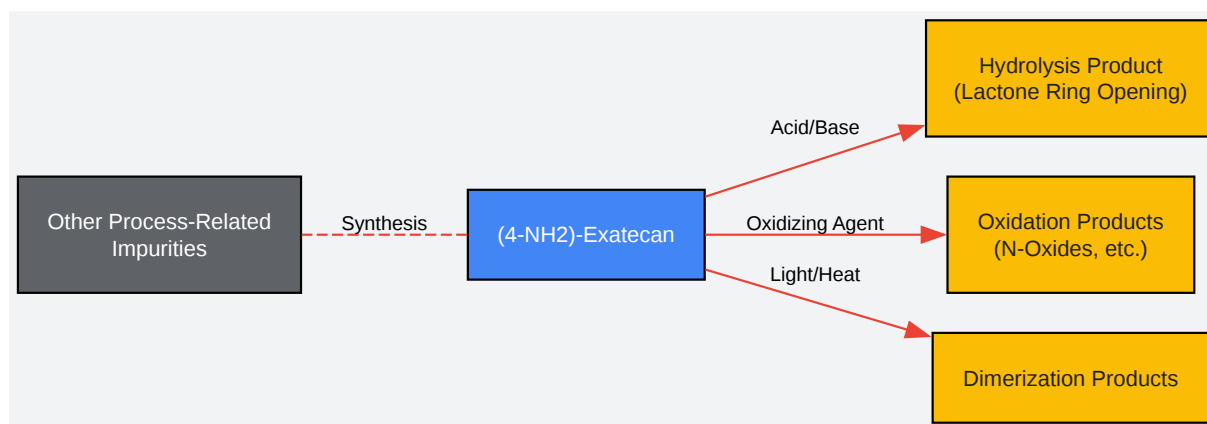 Other Process-Related
Impurities
Synthesis
(4-NH2)-Exatecan
Acid/Base
Oxidizing Agent
Light/Heat
Hydrolysis Product
(Lactone Ring Opening)
Oxidation Products
(N-Oxides, etc.)
Dimerization Products